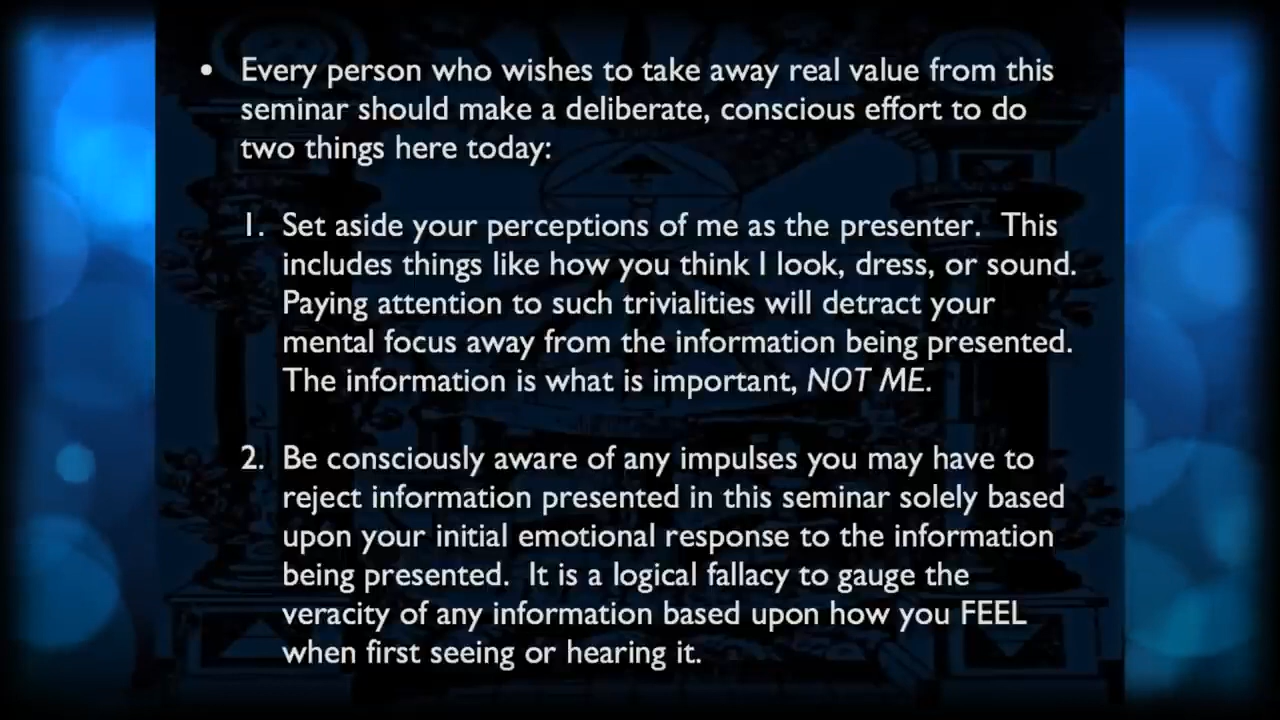 • Every person who wishes to take away real value from this
seminar should make a deliberate, conscious effort to do
two things here today:
1. Set aside your perceptions of me as the presenter. This
includes things like how you think I look, dress, or sound.
Paying attention to such trivialities will detract your
mental focus away from the information being presented.
The information is what is important, NOT ME.
2. Be consciously aware of any impulses you may have to
reject information presented in this seminar solely based
upon your initial emotional response to the information
being presented. It is a logical fallacy to gauge the
veracity of any information based upon how you FEEL
when first seeing or hearing it.